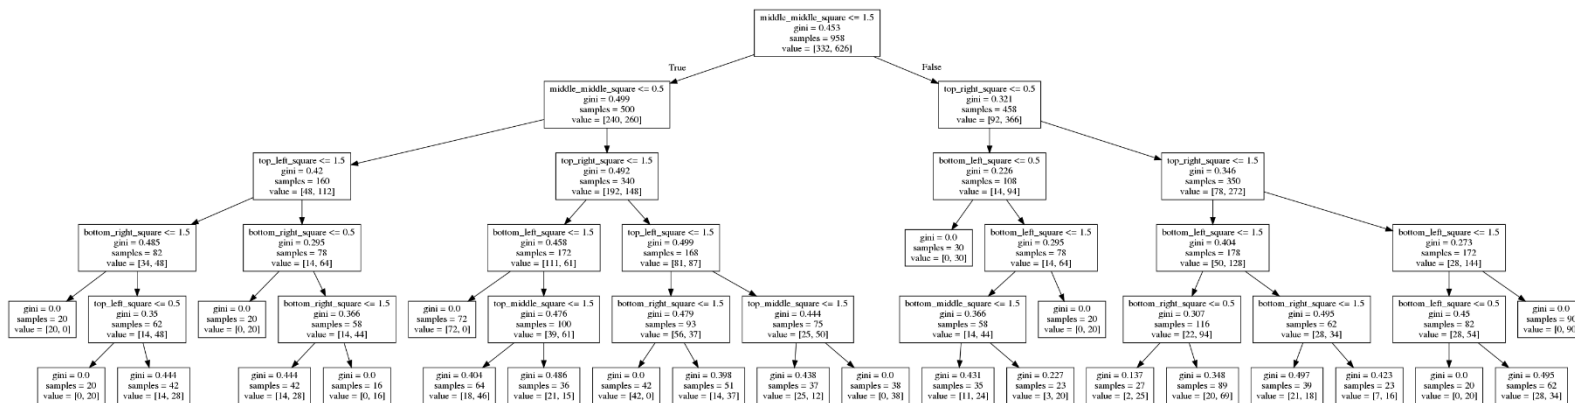 middle_middle_square <= 1.5
gini = 0.453
samples = 958
value = [332, 626]
True
False
middle_middle_square <= 0.5
gini = 0.499
samples = 500
value = [240, 260]
top_right_square <= 0.5
gini = 0.321
samples = 458
value = [92, 366]
top_left_square <= 1.5
gini = 0.42
samples = 160
value = [48, 112]
top_right_square <= 1.5
gini = 0.492
samples = 340
value = [192, 148]
bottom_left_square <= 0.5
gini = 0.226
samples = 108
value = [14, 94]
top_right_square <= 1.5
gini = 0.346
samples = 350
value = [78, 272]
bottom_right_square <= 1.5
gini = 0.485
samples = 82
value = [34, 48]
bottom_right_square <= 0.5
gini = 0.295
samples = 78
value = [14, 64]
bottom_left_square <= 1.5
gini = 0.458
samples = 172
value = [111, 61]
top_left_square <= 1.5
gini = 0.499
samples = 168
value = [81, 87]
gini = 0.0
samples = 30
value = [0, 30]
bottom_left_square <= 1.5
gini = 0.295
samples = 78
value = [14, 64]
bottom_left_square <= 1.5
gini = 0.404
samples = 178
value = [50, 128]
bottom_left_square <= 1.5
gini = 0.273
samples = 172
value = [28, 144]
gini = 0.0
samples = 20
value = [20, 0]
top_left_square <= 0.5
gini = 0.35
samples = 62
value = [14, 48]
gini = 0.0
samples = 20
value = [0, 20]
bottom_right_square <= 1.5
gini = 0.366
samples = 58
value = [14, 44]
gini = 0.0
samples = 72
value = [72, 0]
top_middle_square <= 1.5
gini = 0.476
samples = 100
value = [39, 61]
bottom_right_square <= 1.5
gini = 0.479
samples = 93
value = [56, 37]
top_middle_square <= 1.5
gini = 0.444
samples = 75
value = [25, 50]
bottom_middle_square <= 1.5
gini = 0.366
samples = 58
value = [14, 44]
gini = 0.0
samples = 20
value = [0, 20]
bottom_right_square <= 0.5
gini = 0.307
samples = 116
value = [22, 94]
bottom_right_square <= 1.5
gini = 0.495
samples = 62
value = [28, 34]
bottom_left_square <= 0.5
gini = 0.45
samples = 82
value = [28, 54]
gini = 0.0
samples = 90
value = [0, 90]
gini = 0.0
samples = 20
value = [0, 20]
gini = 0.444
samples = 42
value = [14, 28]
gini = 0.444
samples = 42
value = [14, 28]
gini = 0.0
samples = 16
value = [0, 16]
gini = 0.404
samples = 64
value = [18, 46]
gini = 0.486
samples = 36
value = [21, 15]
gini = 0.0
samples = 42
value = [42, 0]
gini = 0.398
samples = 51
value = [14, 37]
gini = 0.438
samples = 37
value = [25, 12]
gini = 0.0
samples = 38
value = [0, 38]
gini = 0.431
samples = 35
value = [11, 24]
gini = 0.227
samples = 23
value = [3, 20]
gini = 0.137
samples = 27
value = [2, 25]
gini = 0.348
samples = 89
value = [20, 69]
gini = 0.497
samples = 39
value = [21, 18]
gini = 0.423
samples = 23
value = [7, 16]
gini = 0.0
samples = 20
value = [0, 20]
gini = 0.495
samples = 62
value = [28, 34]